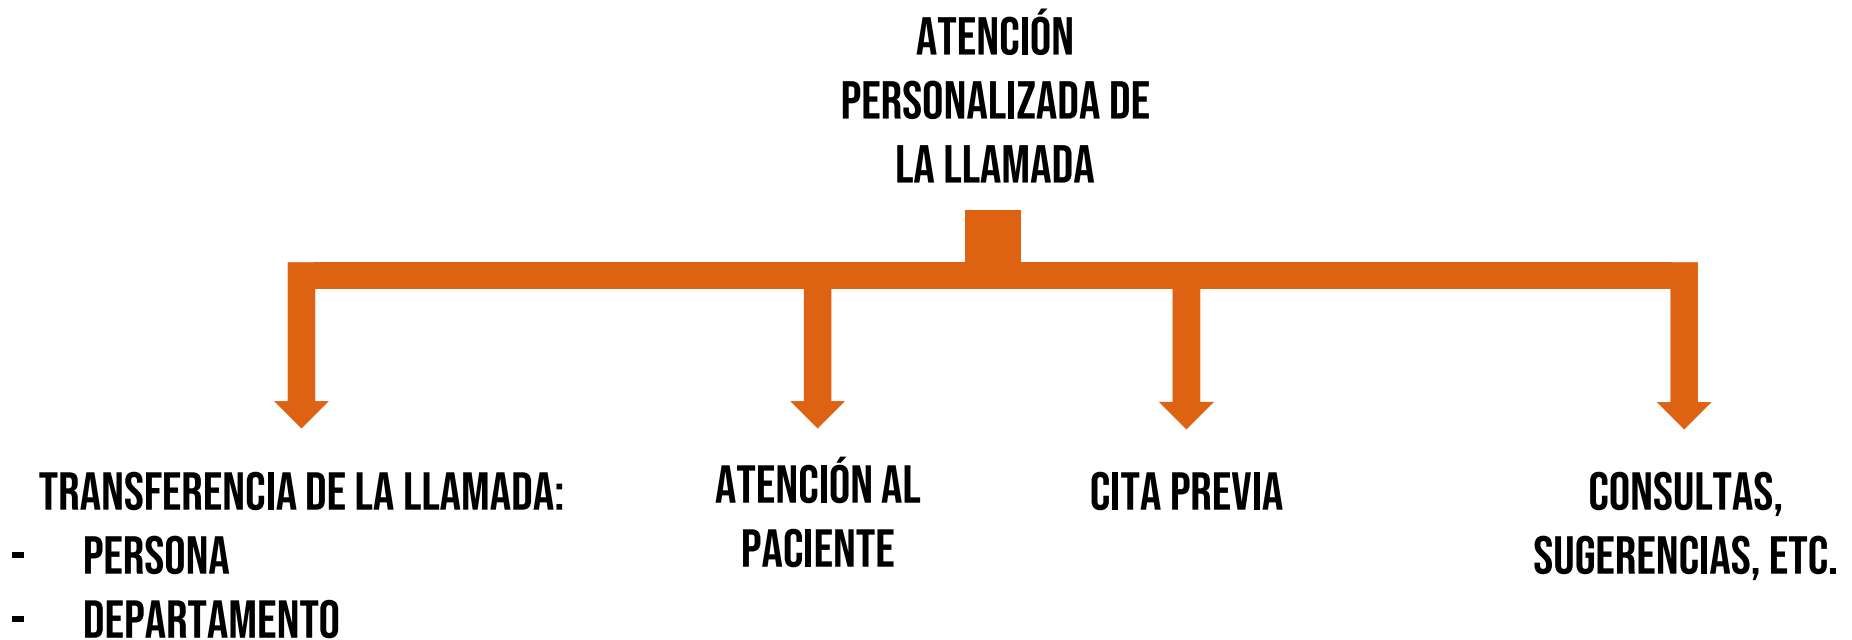 ATENCIÓN
PERSONALIZADA DE
LA LLAMADA
TRANSFERENCIA DE LA LLAMADA:
- PERSONA
- DEPARTAMENTO
ATENCIÓN AL
PACIENTE
CITA PREVIA
CONSULTAS,
SUGERENCIAS, ETC.